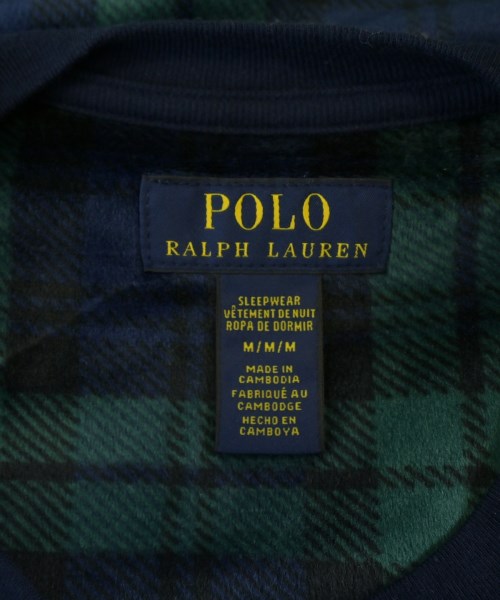 POLO
RALPH LAUREN
SLEEPWEAR
VÊTEMENT DE NUIT
ROPA DE DORMIR
M/M/M
MADE IN
CAMBODIA
FABRIQUÉ AU
CAMBODGE
HECHO EN
CAMBOYA